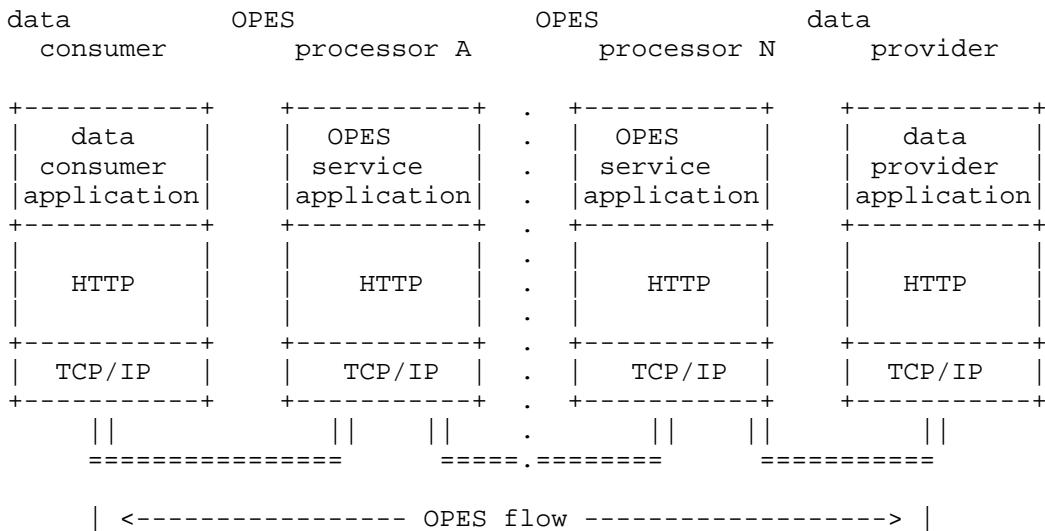 data OPES OPES data
consumer processor A processor N provider
+-----------+ +-----------+ . +-----------+ +-----------+
| data | | OPES | . | OPES | | data |
| consumer | | service | . | service | | provider |
|application| |application| . |application| |application|
+-----------+ +-----------+ . +-----------+ +-----------+
| | | | . | | | |
| HTTP | | HTTP | . | HTTP | | HTTP |
| | | | . | | | |
+-----------+ +-----------+ . +-----------+ +-----------+
| TCP/IP | | TCP/IP | . | TCP/IP | | TCP/IP |
+-----------+ +-----------+ . +-----------+ +-----------+
|| || || . || || ||
================ =====.======== ===========
| <----------------- OPES flow -------------------> |